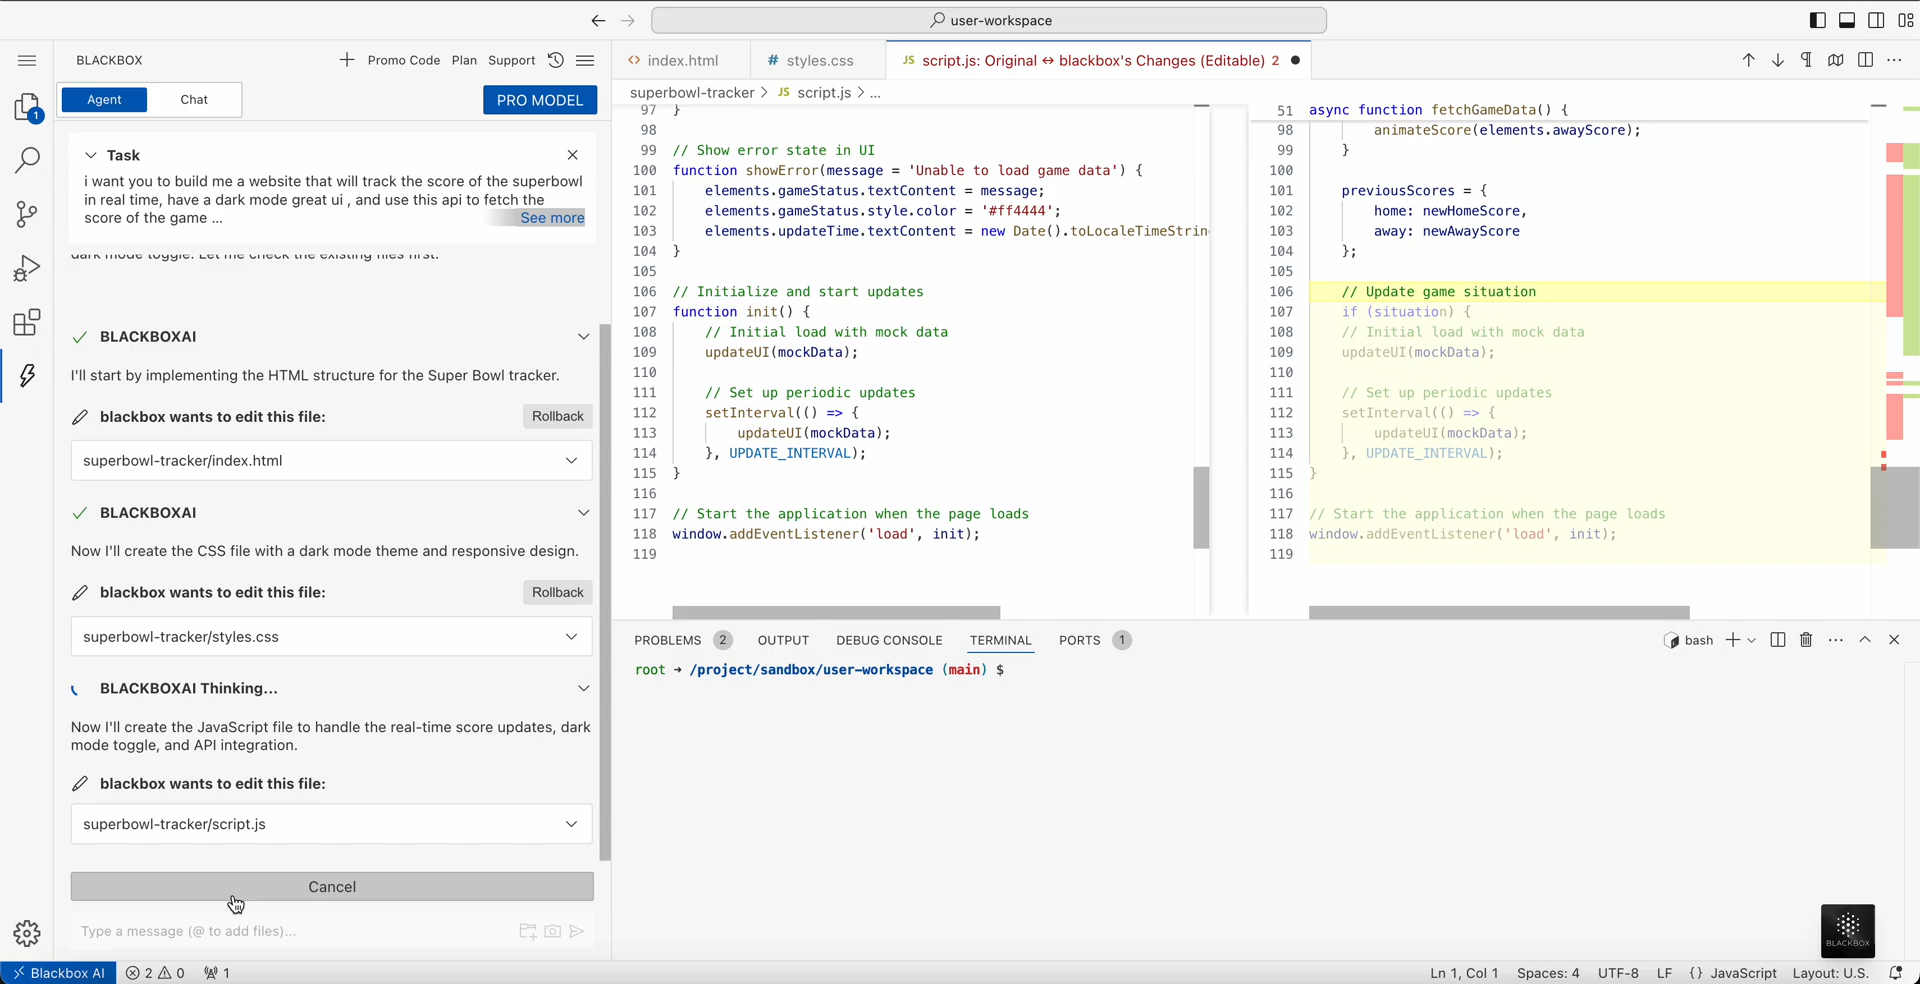 user-workspace
BLACKBOX
Promo Code
Plan
Support
Agent
Chat
PRO MODEL
1
Task
i want you to build me a website that will track the score of the superbowl
in real time, have a dark mode great ui , and use this api to fetch the
score of the game ...
See more
dark mode toggle. Let me check the existing files first.
BLACKBOXAI
I'll start by implementing the HTML structure for the Super Bowl tracker.
blackbox wants to edit this file:
Rollback
superbowl-tracker/index.html
BLACKBOXAI
Now I'll create the CSS file with a dark mode theme and responsive design.
blackbox wants to edit this file:
Rollback
superbowl-tracker/styles.css
BLACKBOXAI Thinking...
Now I'll create the JavaScript file to handle the real-time score updates, dark
mode toggle, and API integration.
blackbox wants to edit this file:
superbowl-tracker/script.js
Cancel
Type a message (@ to add files)...
<> index.html
# styles.css
JS script.js: Original ↔ blackbox's Changes (Editable) 2
superbowl-tracker > JS script.js > ...
97 }
98
99 // Show error state in UI
100 function showError(message = 'Unable to load game data') {
101 elements.gameStatus.textContent = message;
102 elements.gameStatus.style.color = '#ff4444';
103 elements.updateTime.textContent = new Date().toLocaleTimeStrin
104 }
105
106 // Initialize and start updates
107 function init() {
108 // Initial load with mock data
109 updateUI(mockData);
110
111 // Set up periodic updates
112 setInterval(() => {
113 updateUI(mockData);
114 }, UPDATE_INTERVAL);
115 }
116
117 // Start the application when the page loads
118 window.addEventListener('load', init);
119
51 async function fetchGameData() {
98 animateScore(elements.awayScore);
99 }
100
101 previousScores = {
102 home: newHomeScore,
103 away: newAwayScore
104 };
105
106 // Update game situation
107 if (situation) {
108 // Initial load with mock data
109 updateUI(mockData);
110
111 // Set up periodic updates
112 setInterval(() => {
113 updateUI(mockData);
114 }, UPDATE_INTERVAL);
115 }
116
117 // Start the application when the page loads
118 window.addEventListener('load', init);
119
PROBLEMS 2
OUTPUT
DEBUG CONSOLE
TERMINAL
PORTS 1
bash
root → /project/sandbox/user-workspace (main) $
BLACKBOX
Blackbox AI
2 0
1
Ln 1, Col 1
Spaces: 4
UTF-8
LF
{} JavaScript
Layout: U.S.